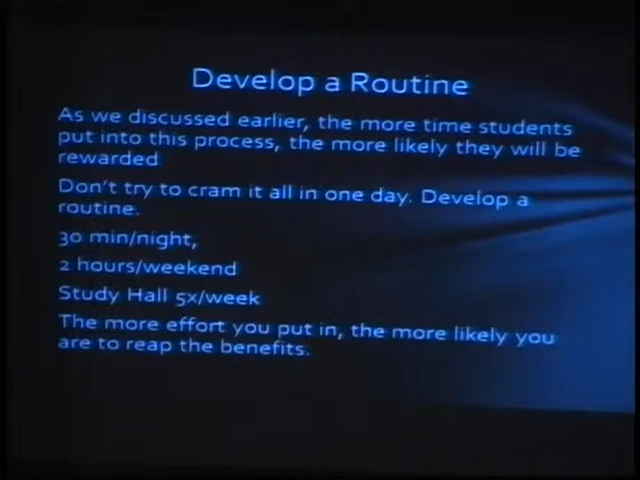 Develop a Routine
As we discussed earlier, the more time students
put into this process, the more likely they will be
rewarded
Don't try to cram it all in one day. Develop a
routine.
30 min/night,
2 hours/weekend
Study Hall 5x/week
The more effort you put in, the more likely you
are to reap the benefits.